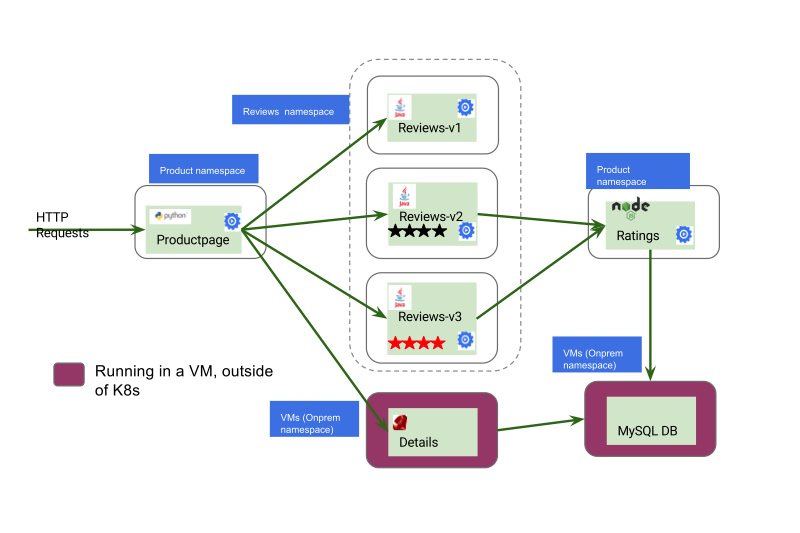 Reviews namespace
Java
Reviews-v1
Product namespace
HTTP
Requests
python
Productpage
Java
Reviews-v2
Product
namespace
node
JS
Ratings
Java
Reviews-v3
Running in a VM, outside
of K8s
VMs (Onprem
namespace)
VMs (Onprem
namespace)
Details
MySQL DB